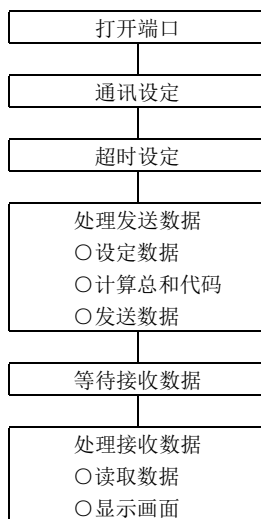 打开端口
通讯设定
超时设定
处理发送数据
○设定数据
○计算总和代码
○发送数据
等待接收数据
处理接收数据
○读取数据
○显示画面